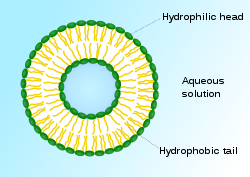 Hydrophilic head
Aqueous
solution
Hydrophobic tail